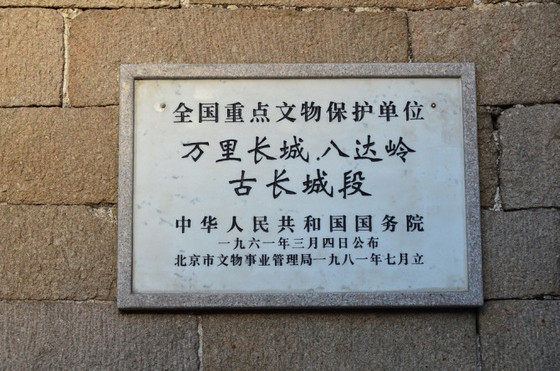 全国重点文物保护单位
万里长城.八达岭
古长城段
中华人民共和国国务院
一九六一年三月四日公布
北京市文物事业管理局一九八一年七月立